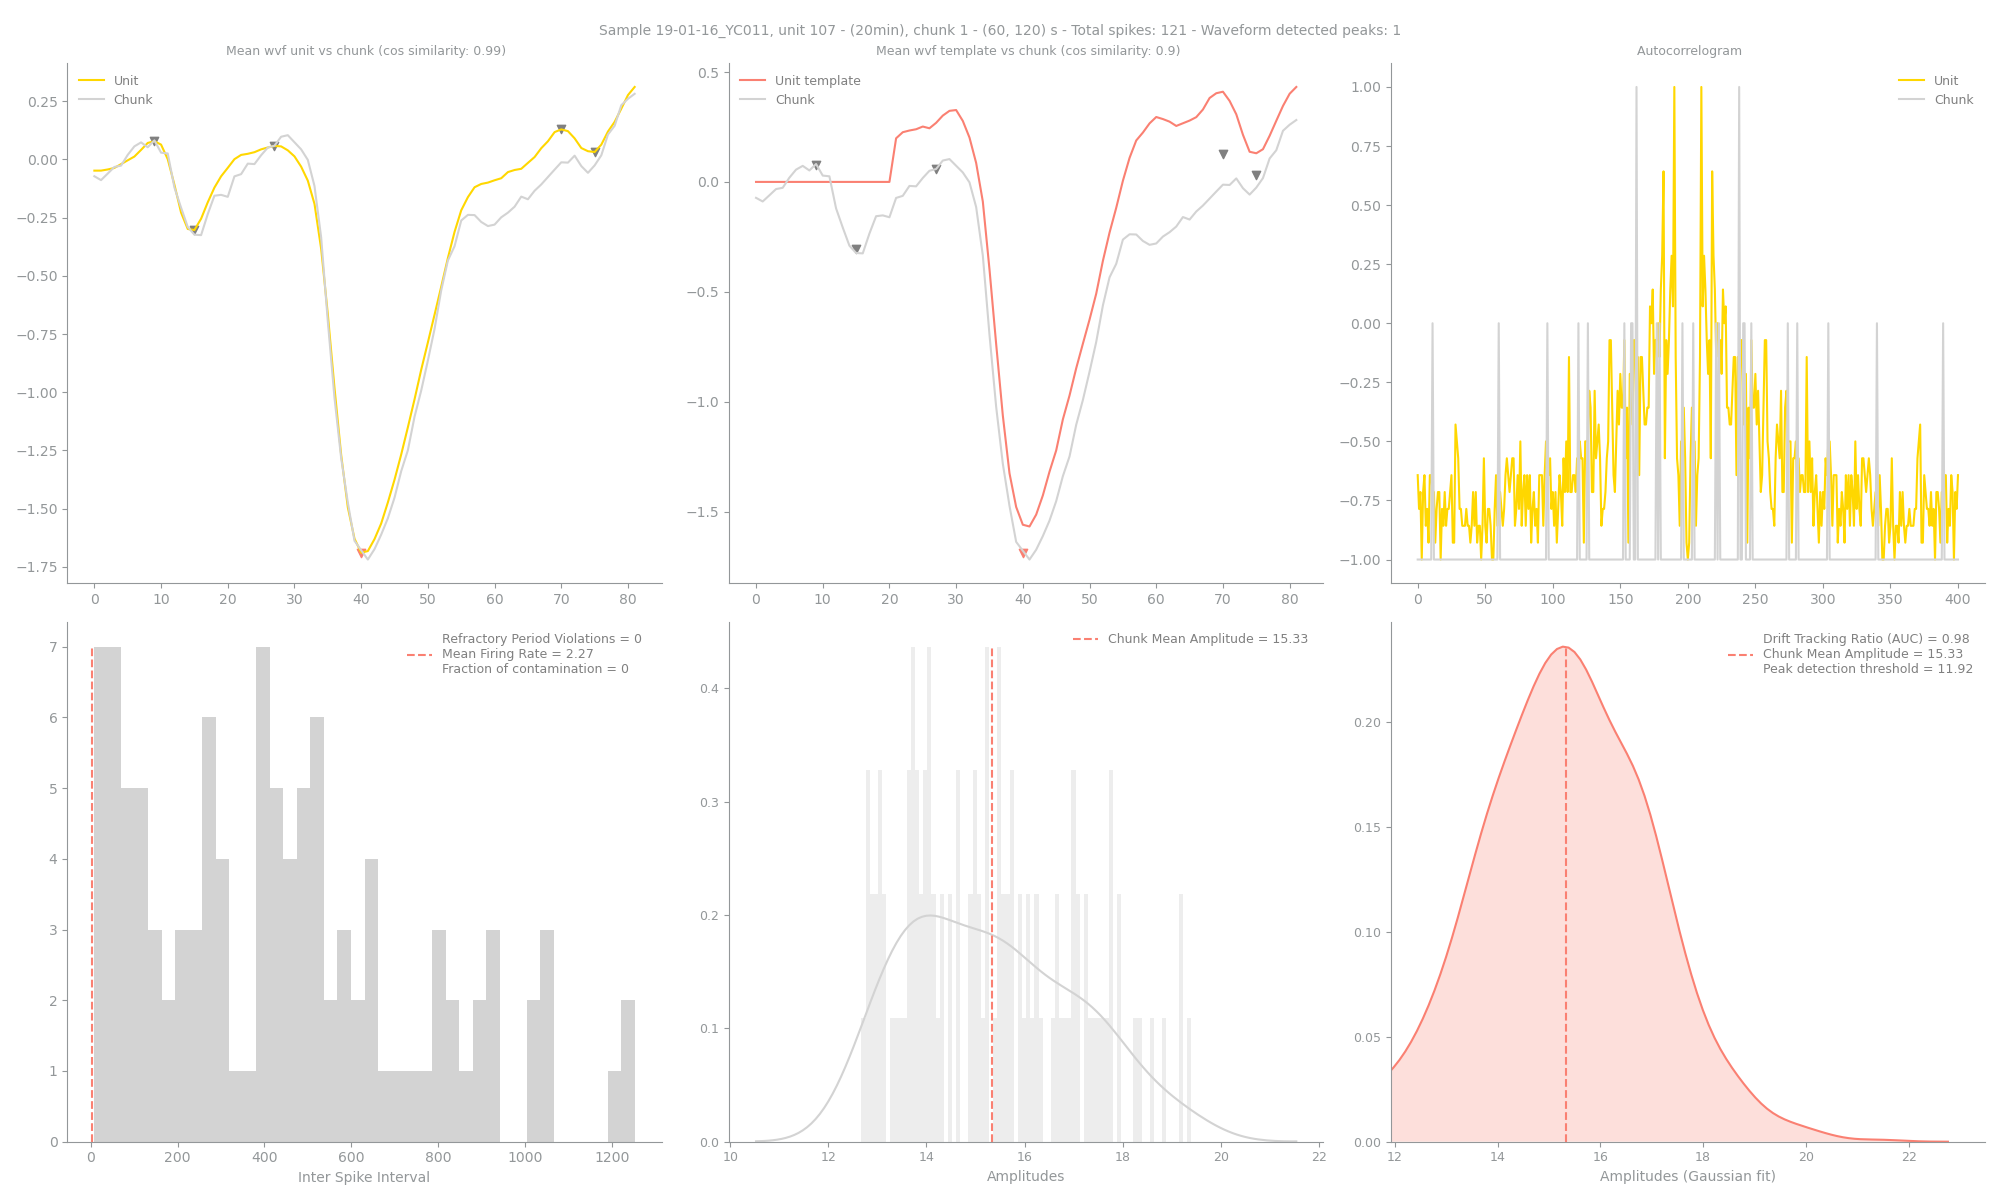 Sample 19-01-16_YC011, unit 107 - (20min), chunk 1 - (60, 120) s - Total spikes: 121 - Waveform detected peaks: 1
Mean wvf unit vs chunk (cos similarity: 0.99)
Unit
Chunk
0.25
0.00
−0.25
−0.50
−0.75
−1.00
−1.25
−1.50
−1.75
0 10 20 30 40 50 60 70 80
Mean wvf template vs chunk (cos similarity: 0.9)
Unit template
Chunk
0.5
0.0
−0.5
−1.0
−1.5
0 10 20 30 40 50 60 70 80
Autocorrelogram
Unit
Chunk
1.00
0.75
0.50
0.25
0.00
−0.25
−0.50
−0.75
−1.00
0 50 100 150 200 250 300 350 400
Refractory Period Violations = 0
Mean Firing Rate = 2.27
Fraction of contamination = 0
7
6
5
4
3
2
1
0
0 200 400 600 800 1000 1200
Inter Spike Interval
Chunk Mean Amplitude = 15.33
0.4
0.3
0.2
0.1
0.0
10 12 14 16 18 20 22
Amplitudes
Drift Tracking Ratio (AUC) = 0.98
Chunk Mean Amplitude = 15.33
Peak detection threshold = 11.92
0.20
0.15
0.10
0.05
0.00
12 14 16 18 20 22
Amplitudes (Gaussian fit)